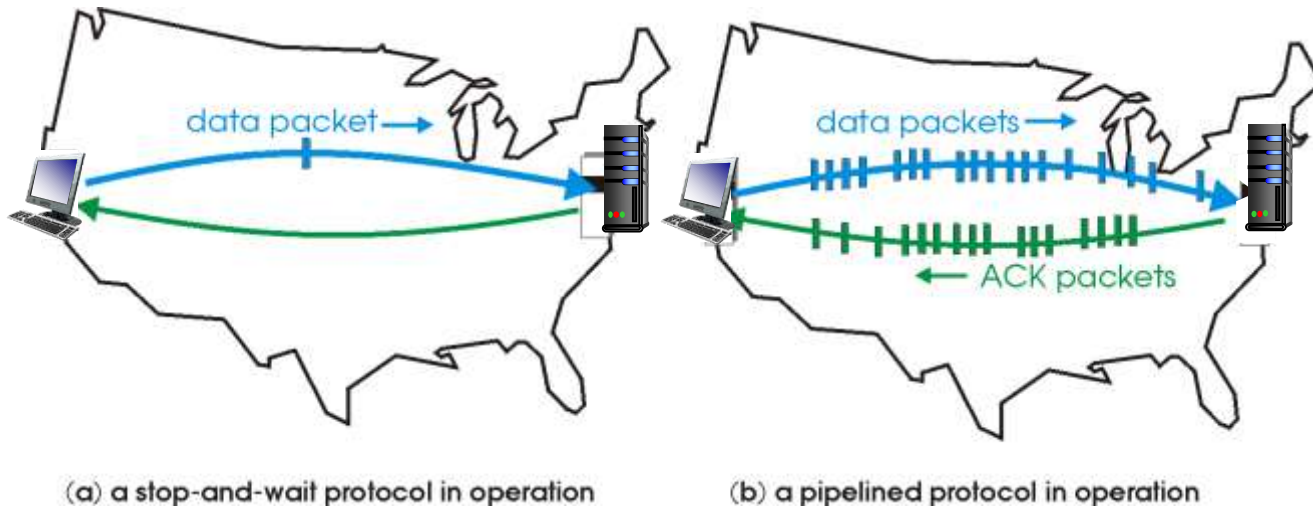 data packet
data packets
ACK packets
(a) a stop-and-wait protocol in operation
(b) a pipelined protocol in operation